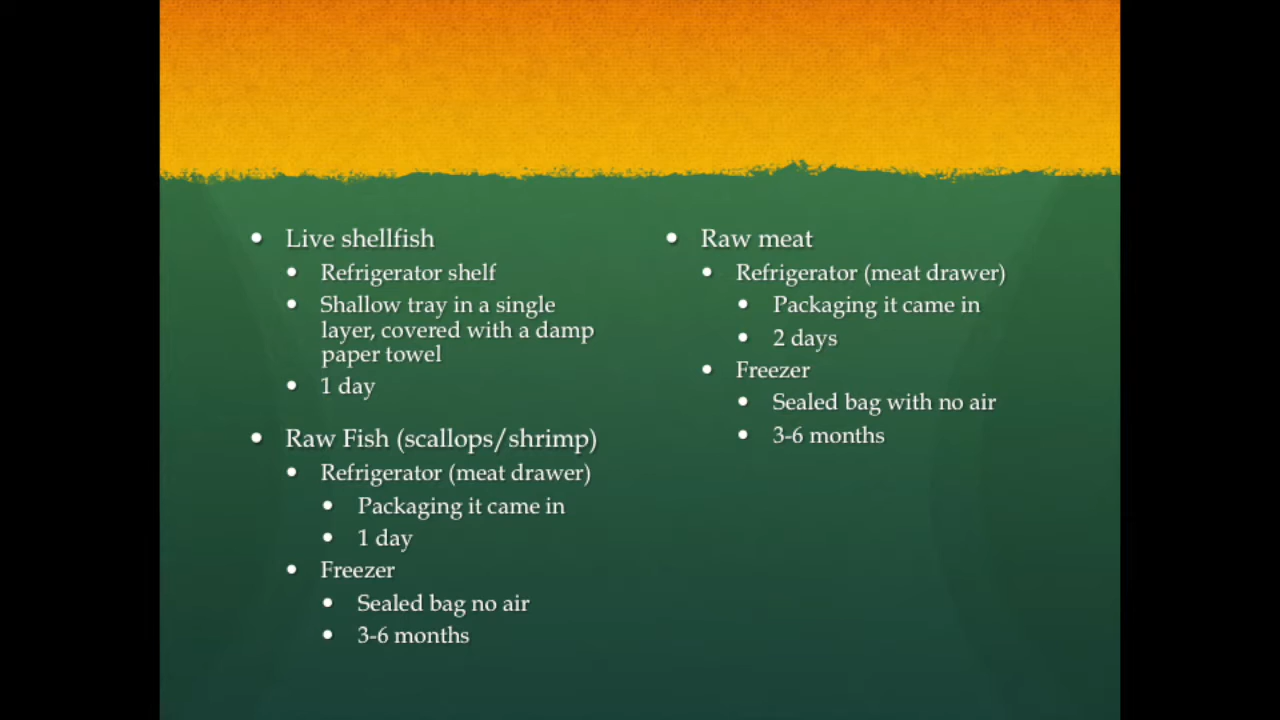 Live shellfish
Refrigerator shelf
Shallow tray in a single
layer, covered with a damp
paper towel
1 day
Raw Fish (scallops/shrimp)
Refrigerator (meat drawer)
Packaging it came in
1 day
Freezer
Sealed bag no air
3-6 months
Raw meat
Refrigerator (meat drawer)
Packaging it came in
2 days
Freezer
Sealed bag with no air
3-6 months